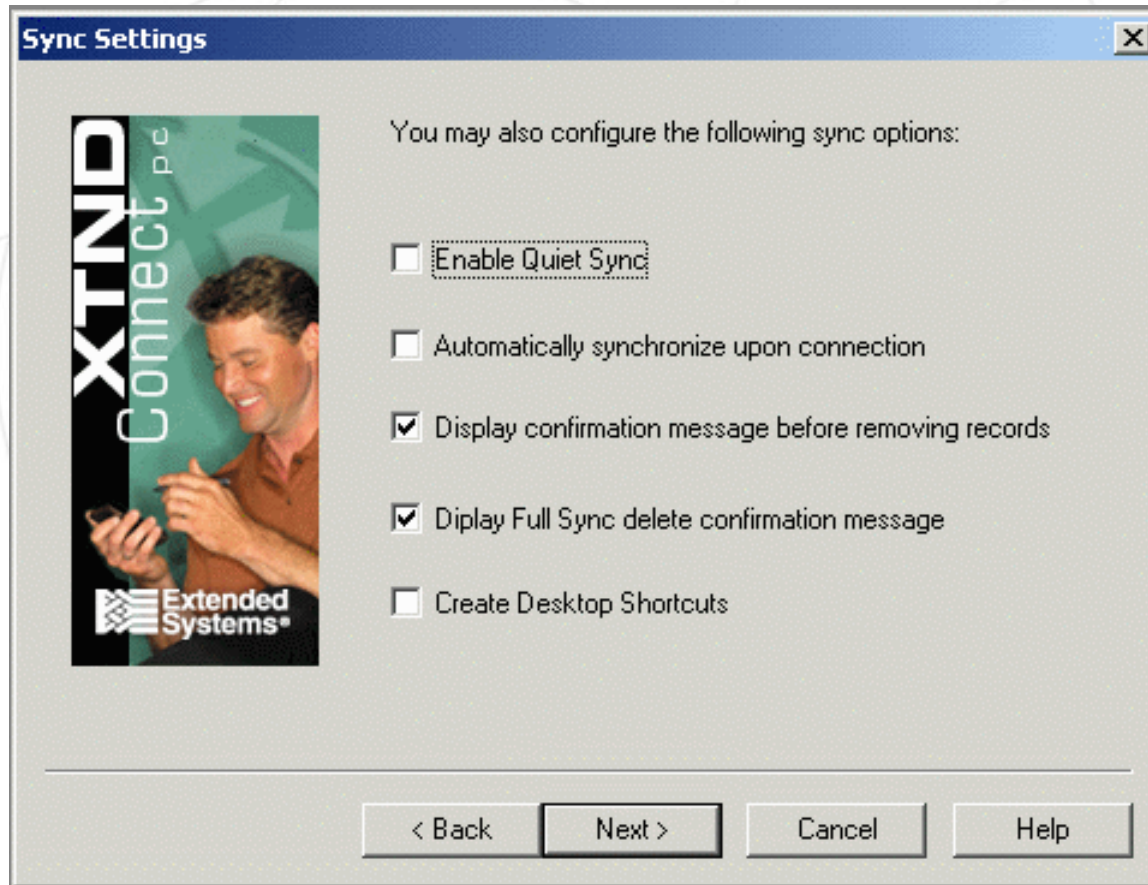 Sync Settings
XTND
Connect PC
Extended
Systems®
You may also configure the following sync options:
Enable Quiet Sync
Automatically synchronize upon connection
Display confirmation message before removing records
Diplay Full Sync delete confirmation message
Create Desktop Shortcuts
< Back
Next >
Cancel
Help